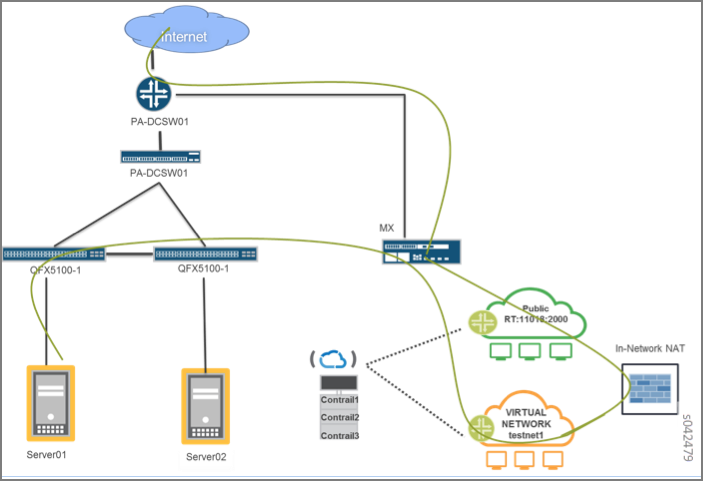 Internet
PA-DCSW01
PA-DCSW01
MX
QFX5100-1
QFX5100-1
Public
RT:11018:2000
In-Network NAT
Contrail1
Contrail2
Contrail3
VIRTUAL
NETWORK
testnet1
Server01
Server02
s042479